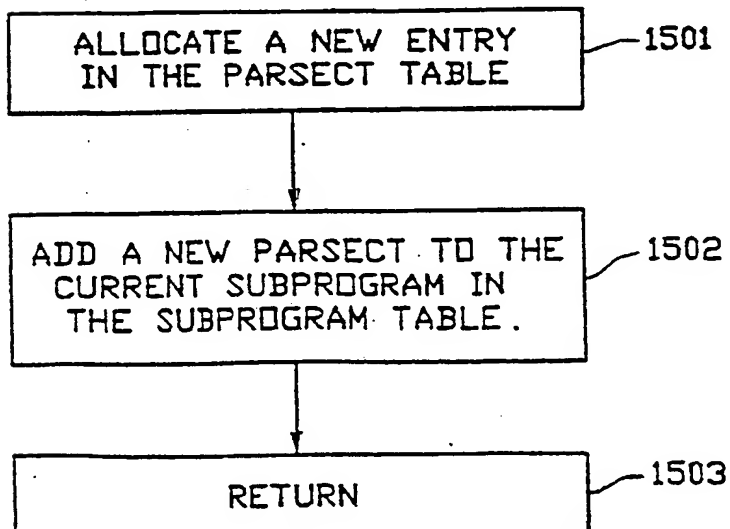 ALLOCATE A NEW ENTRY
IN THE PARSECT TABLE
1501
ADD A NEW PARSECT TO THE
CURRENT SUBPROGRAM IN
THE SUBPROGRAM TABLE.
1502
RETURN
1503